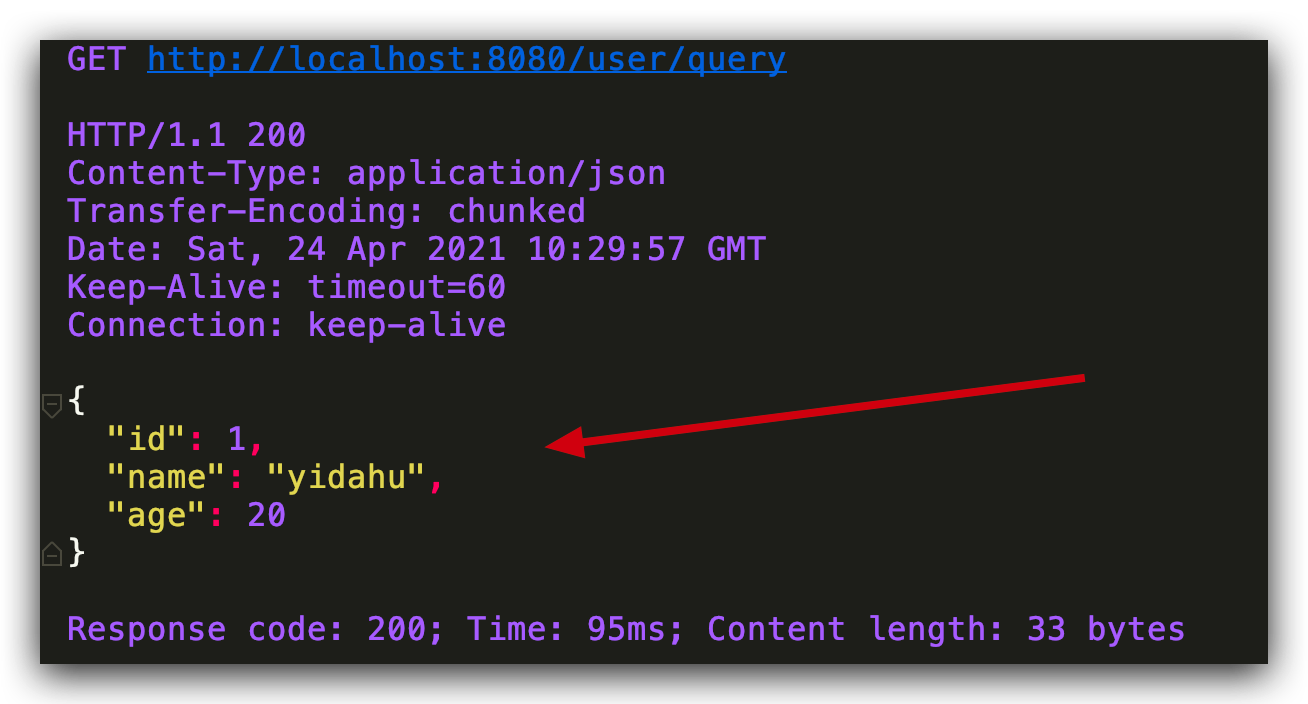 GET http://localhost:8080/user/query
HTTP/1.1 200
Content-Type: application/json
Transfer-Encoding: chunked
Date: Sat, 24 Apr 2021 10:29:57 GMT
Keep-Alive: timeout=60
Connection: keep-alive
{
"id": 1,
"name": "yidahu",
"age": 20
}
Response code: 200; Time: 95ms; Content length: 33 bytes